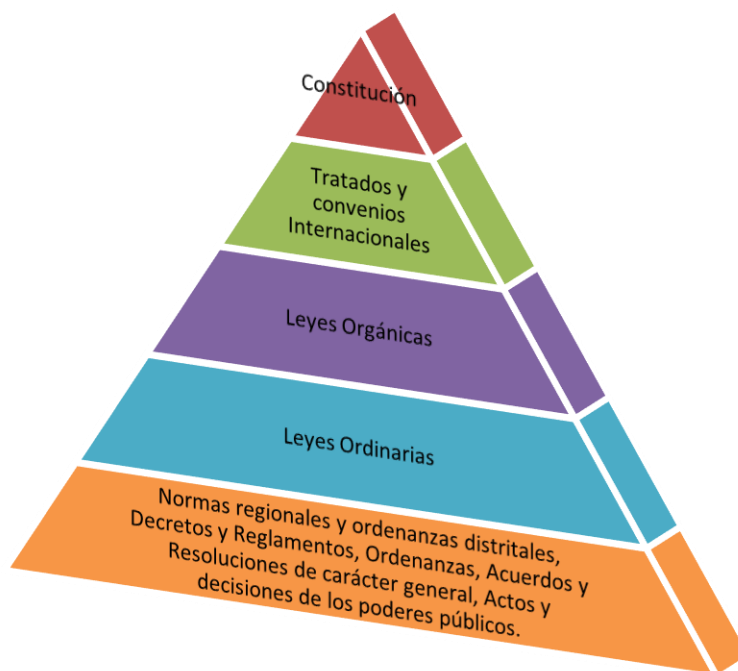 Constitución
Tratados y
convenios
Internacionales
Leyes Orgánicas
Leyes Ordinarias
Normas regionales y ordenanzas distritales,
Decretos y Reglamentos, Ordenanzas, Acuerdos y
Resoluciones de carácter general, Actos y
decisiones de los poderes públicos.